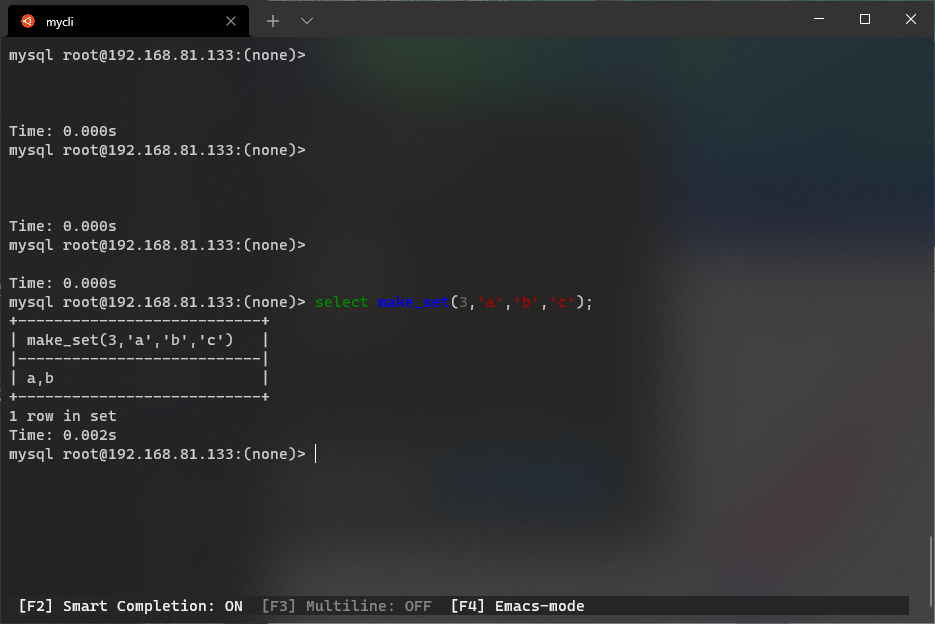 mycli
mysql root@192.168.81.133:(none)>
Time: 0.000s
mysql root@192.168.81.133:(none)>
Time: 0.000s
mysql root@192.168.81.133:(none)>
Time: 0.000s
mysql root@192.168.81.133:(none)> select make_set(3,'a','b','c');
+---------------------------+
| make_set(3,'a','b','c')   |
|---------------------------|
| a,b                       |
+---------------------------+
1 row in set
Time: 0.002s
mysql root@192.168.81.133:(none)>
[F2] Smart Completion: ON  [F3] Multiline: OFF  [F4] Emacs-mode